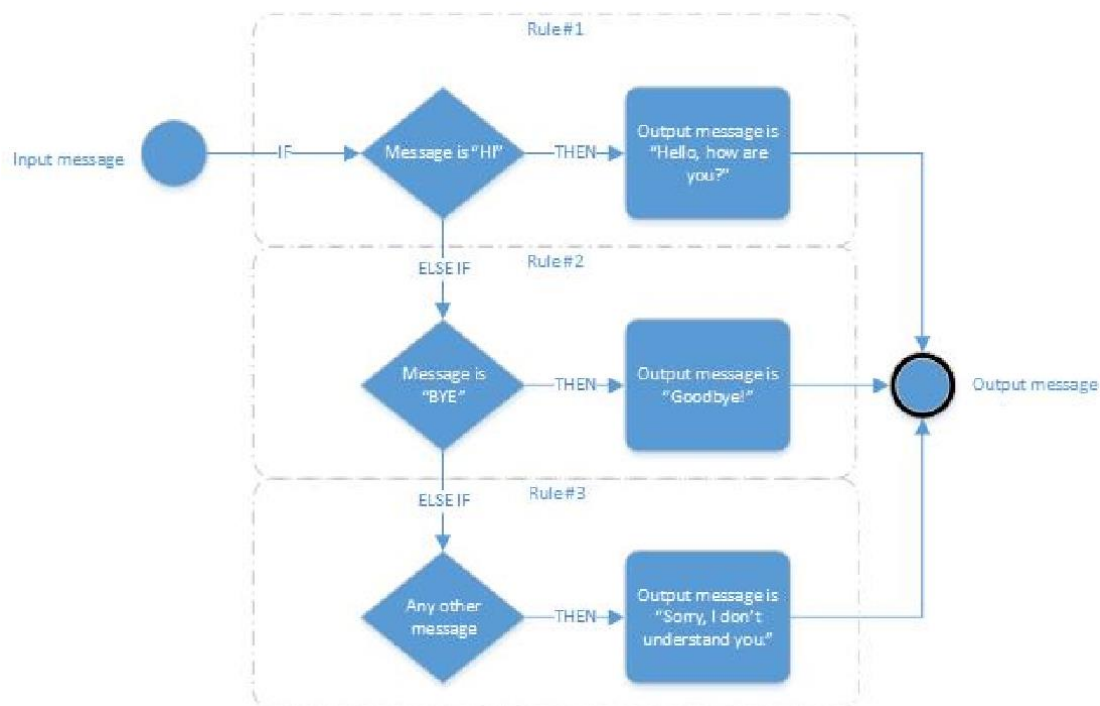 Rule#1
Input message
IF
Message is "HI"
THEN
Output message is
"Hello, how are
you?"
ELSE IF
Rule#2
Message is
"BYE"
THEN
Output message is
"Goodbye!"
Output message
ELSE IF
Rule#3
Any other
message
THEN
Output message is
"Sorry, I don't
understand you."